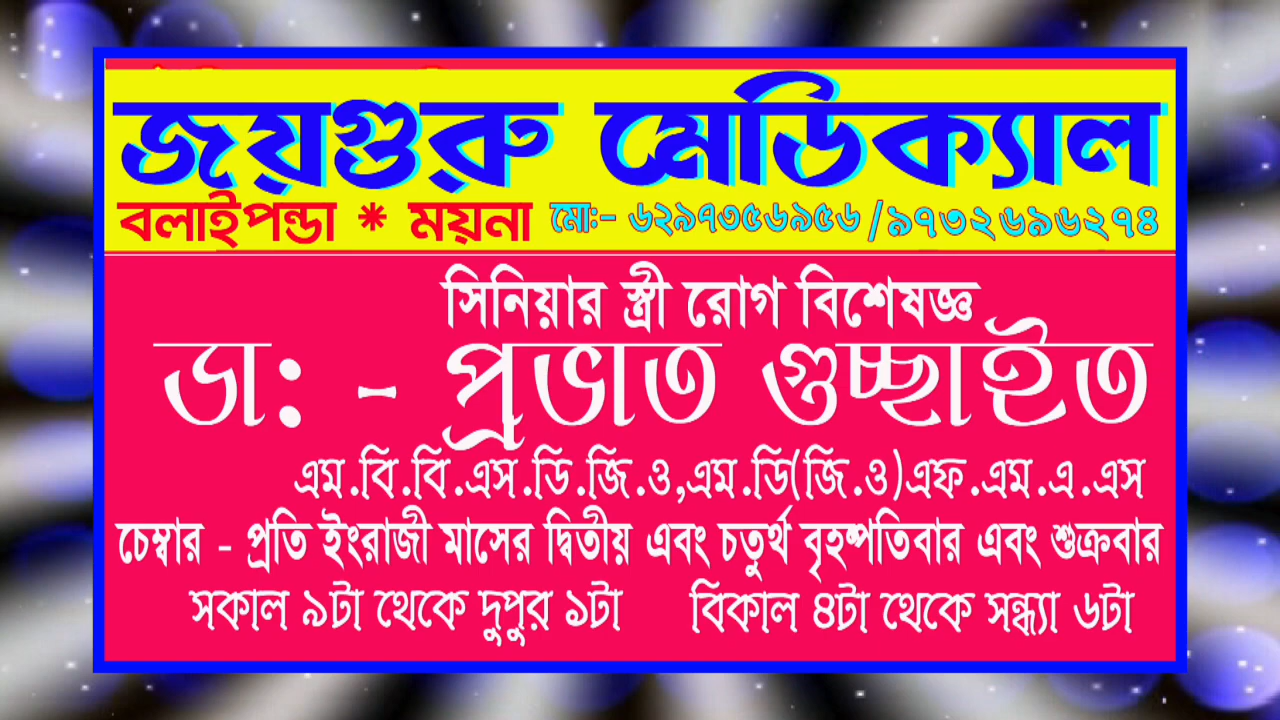 জয়গুরু মেডিক্যাল
বলাইপন্ডা * ময়না মোঃ- ৬২৯৭৩৫৬৯৫৬ /৯৭৩২৬৯৬২৭৪
সিনিয়ার স্ত্রী রোগ বিশেষজ্ঞ
ডা: - প্রভাত গুচ্ছাইত
এম.বি.বি.এস.ডি.জি.ও,এম.ডি(জি.ও)এফ.এম.এ.এস
চেম্বার - প্রতি ইংরাজী মাসের দ্বিতীয় এবং চতুর্থ বৃহষ্পতিবার এবং শুক্রবার
সকাল ৯টা থেকে দুপুর ১টা বিকাল ৪টা থেকে সন্ধ্যা ৬টা